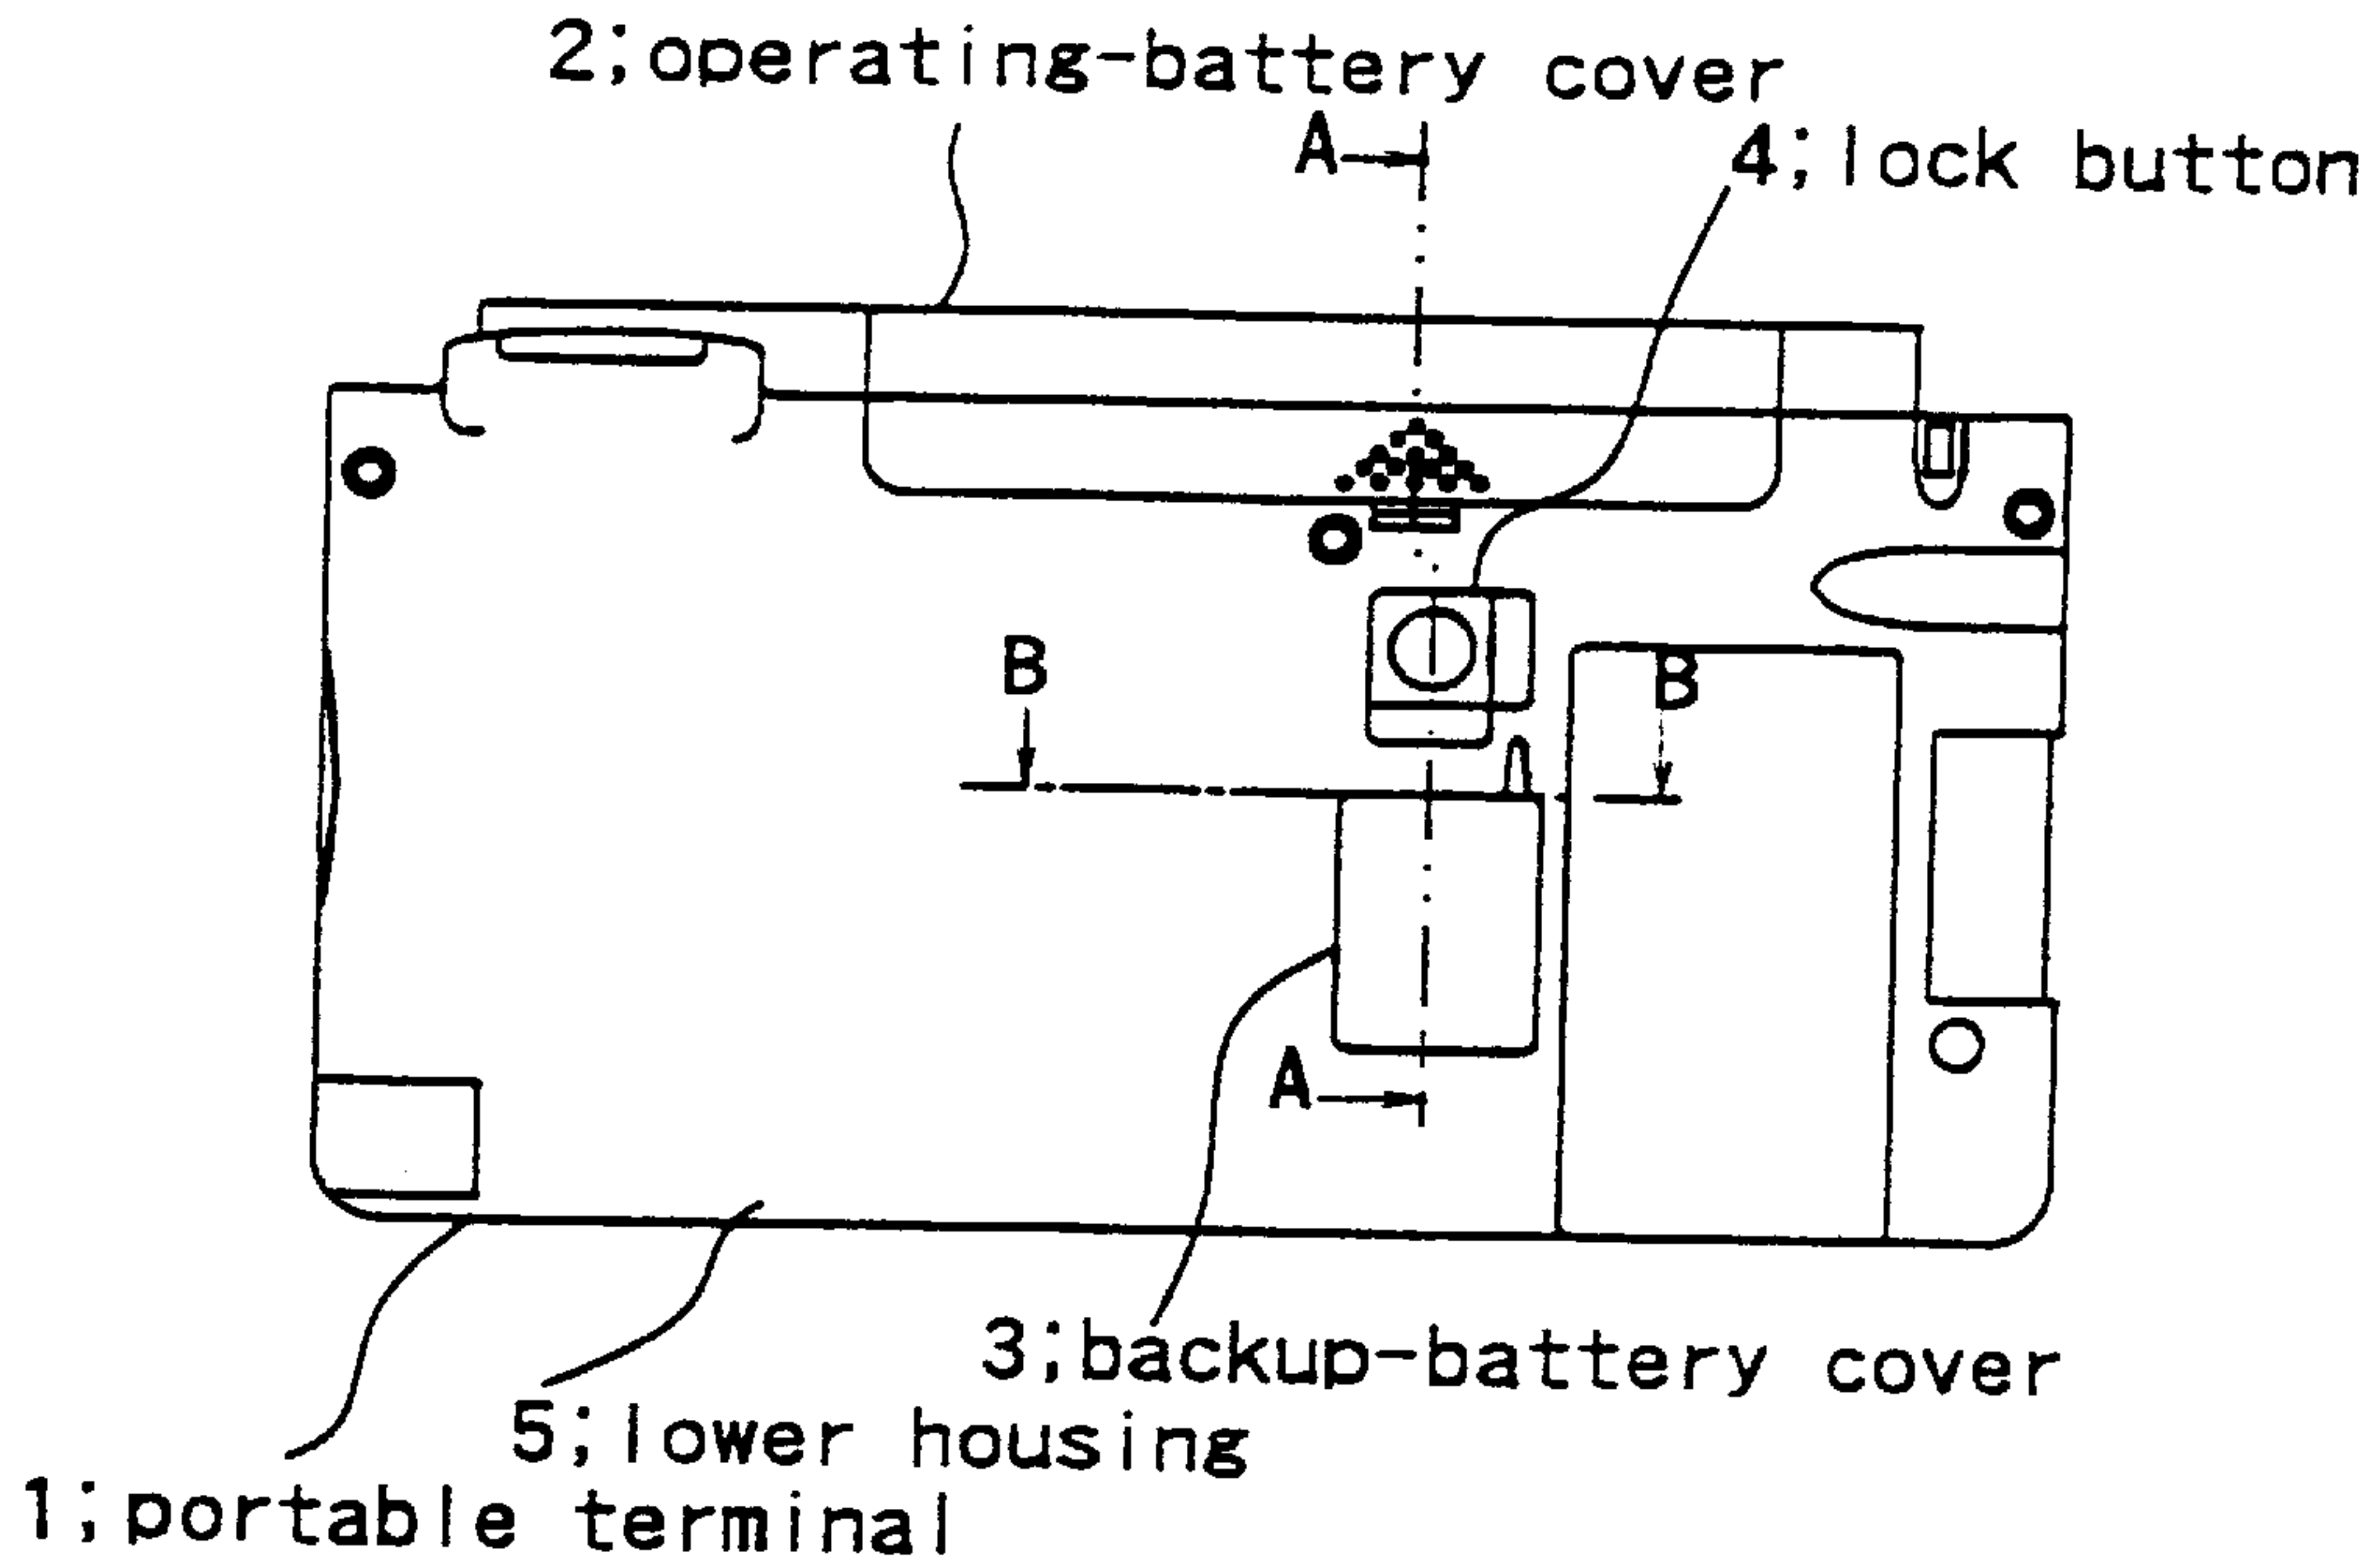 2;operating-battery cover
A
4;lock button
B
B
A
3;backup-battery cover
5;lower housing
1;portable terminal